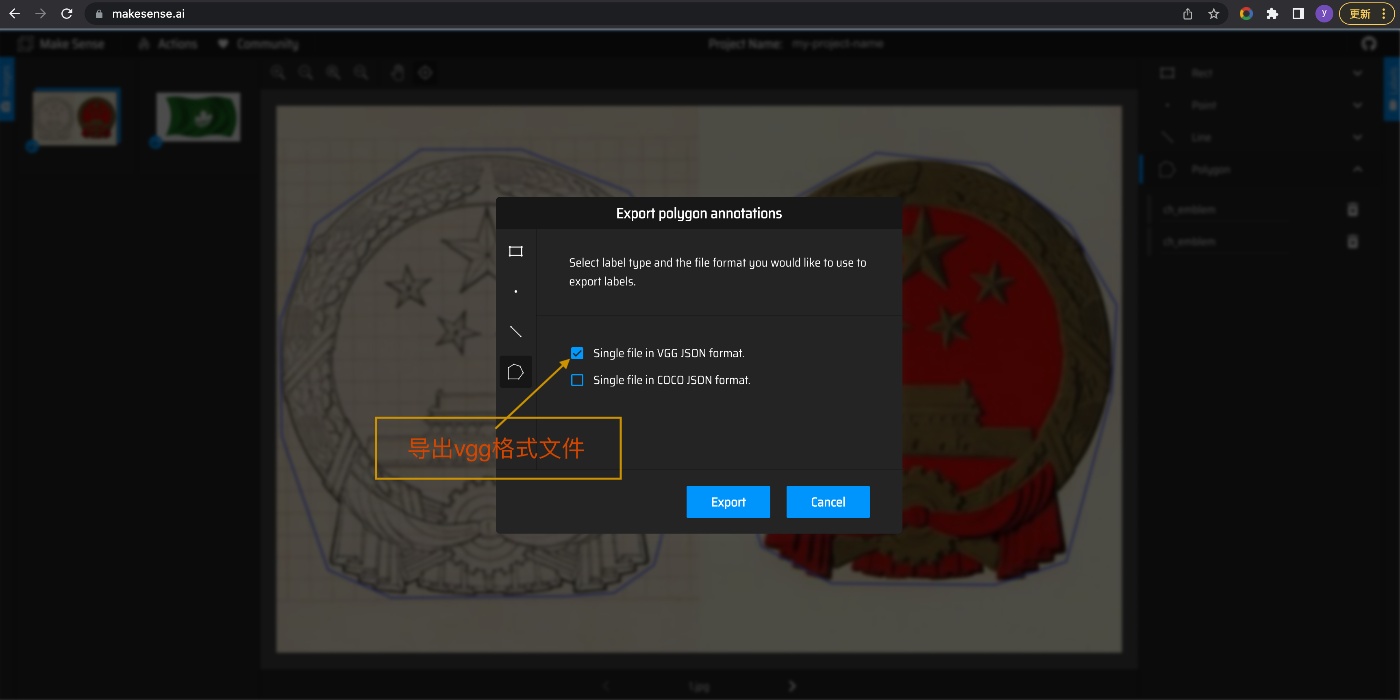 makesense.ai
y
更新
Make Sense
Actions
Community
Project Name: my-project-name
Rect
Point
Line
Polygon
ch_emblem
ch_emblem
Export polygon annotations
Select label type and the file format you would like to use to
export labels.
Single file in VGG JSON format.
Single file in COCO JSON format.
导出vgg格式文件
Export
Cancel
1.jpg